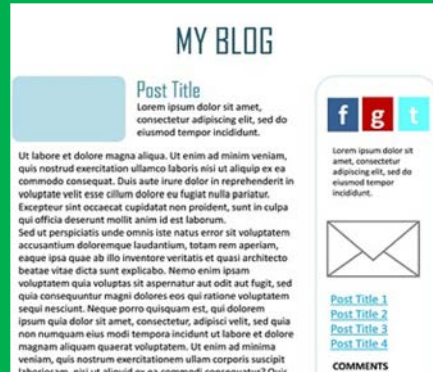 MY BLOG
Post Title
Lorem ipsum dolor sit amet,
consectetur adipiscing elit, sed do
eiusmod tempor incididunt.
Ut labore et dolore magna aliqua. Ut enim ad minim veniam,
quis nostrud exercitation ullamco laboris nisi ut aliquip ex ea
commodo consequat. Duis aute irure dolor in reprehenderit in
voluptate velit esse cillum dolore eu fugiat nulla pariatur.
Excepteur sint occaecat cupidatat non proident, sunt in culpa
qui officia deserunt mollit anim id est laborum.
Sed ut perspiciatis unde omnis iste natus error sit voluptatem
accusantium doloremque laudantium, totam rem aperiam,
eaque ipsa quae ab illo inventore veritatis et quasi architecto
beatae vitae dicta sunt explicabo. Nemo enim ipsam
voluptatem quia voluptas sit aspernatur aut odit aut fugit, sed
quia consequuntur magni dolores eos qui ratione voluptatem
sequi nesciunt. Neque porro quisquam est, qui dolorem
ipsum quia dolor sit amet, consectetur, adipisci velit, sed quia
non numquam eius modi tempora incidunt ut labore et dolore
magnam aliquam quaerat voluptatem. Ut enim ad minima
veniam, quis nostrum exercitationem ullam corporis suscipit
laboriosam, nisi ut aliquid ex ea commodi consequatur? Quis
f g t
Lorem ipsum dolor sit
amet, consectetur
adipiscing elit, sed do
eiusmod tempor
incididunt.
Post Title 1
Post Title 2
Post Title 3
Post Title 4
COMMENTS